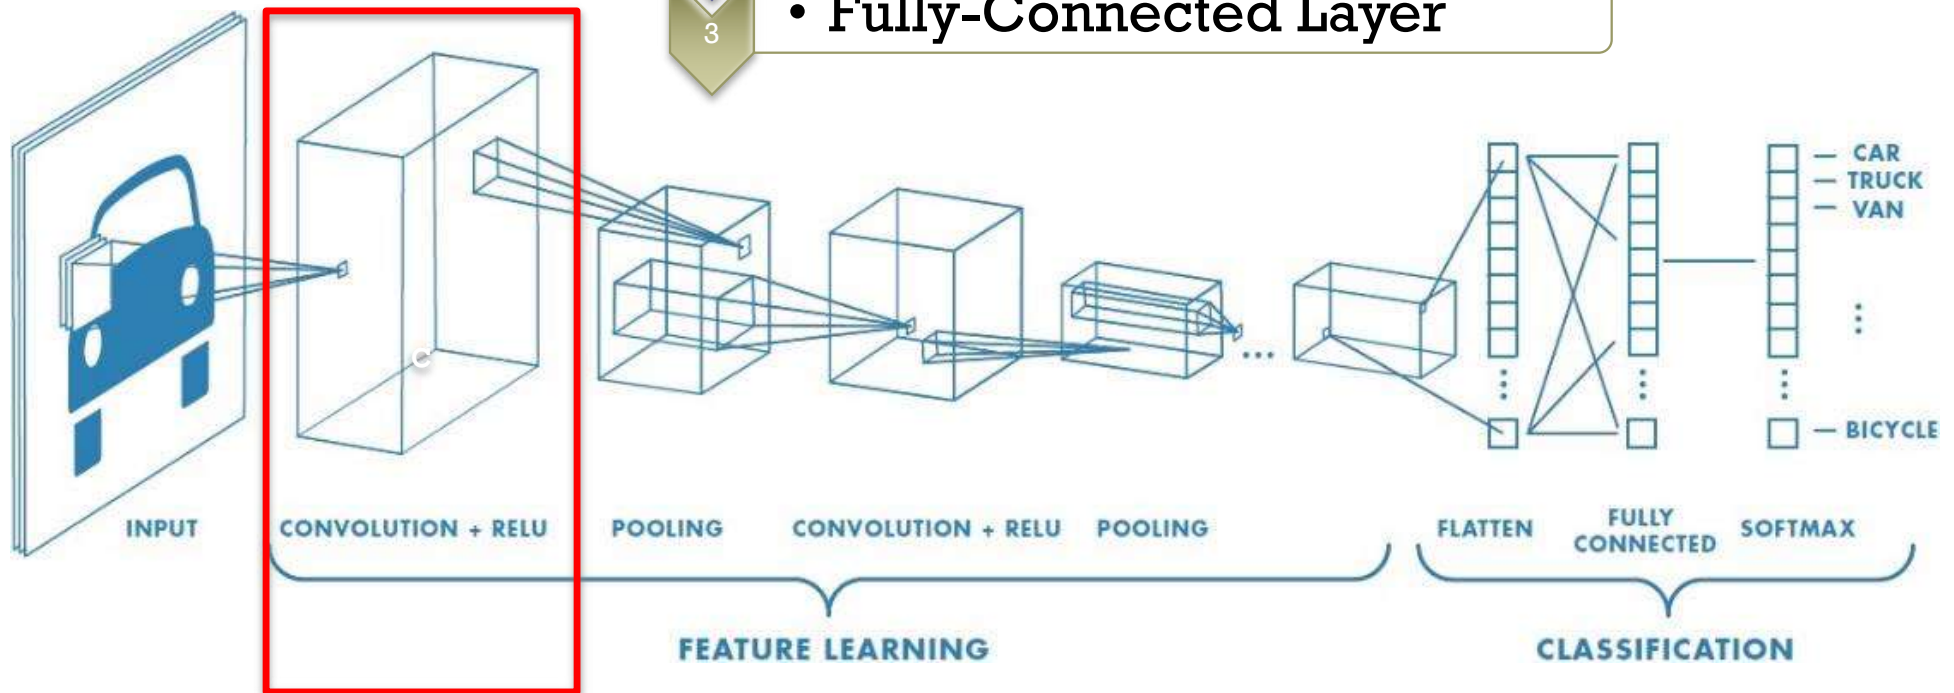 3
• Fully-Connected Layer
CAR
TRUCK
VAN
BICYCLE
INPUT
CONVOLUTION + RELU
POOLING
CONVOLUTION + RELU
POOLING
FLATTEN
FULLY
CONNECTED
SOFTMAX
FEATURE LEARNING
CLASSIFICATION